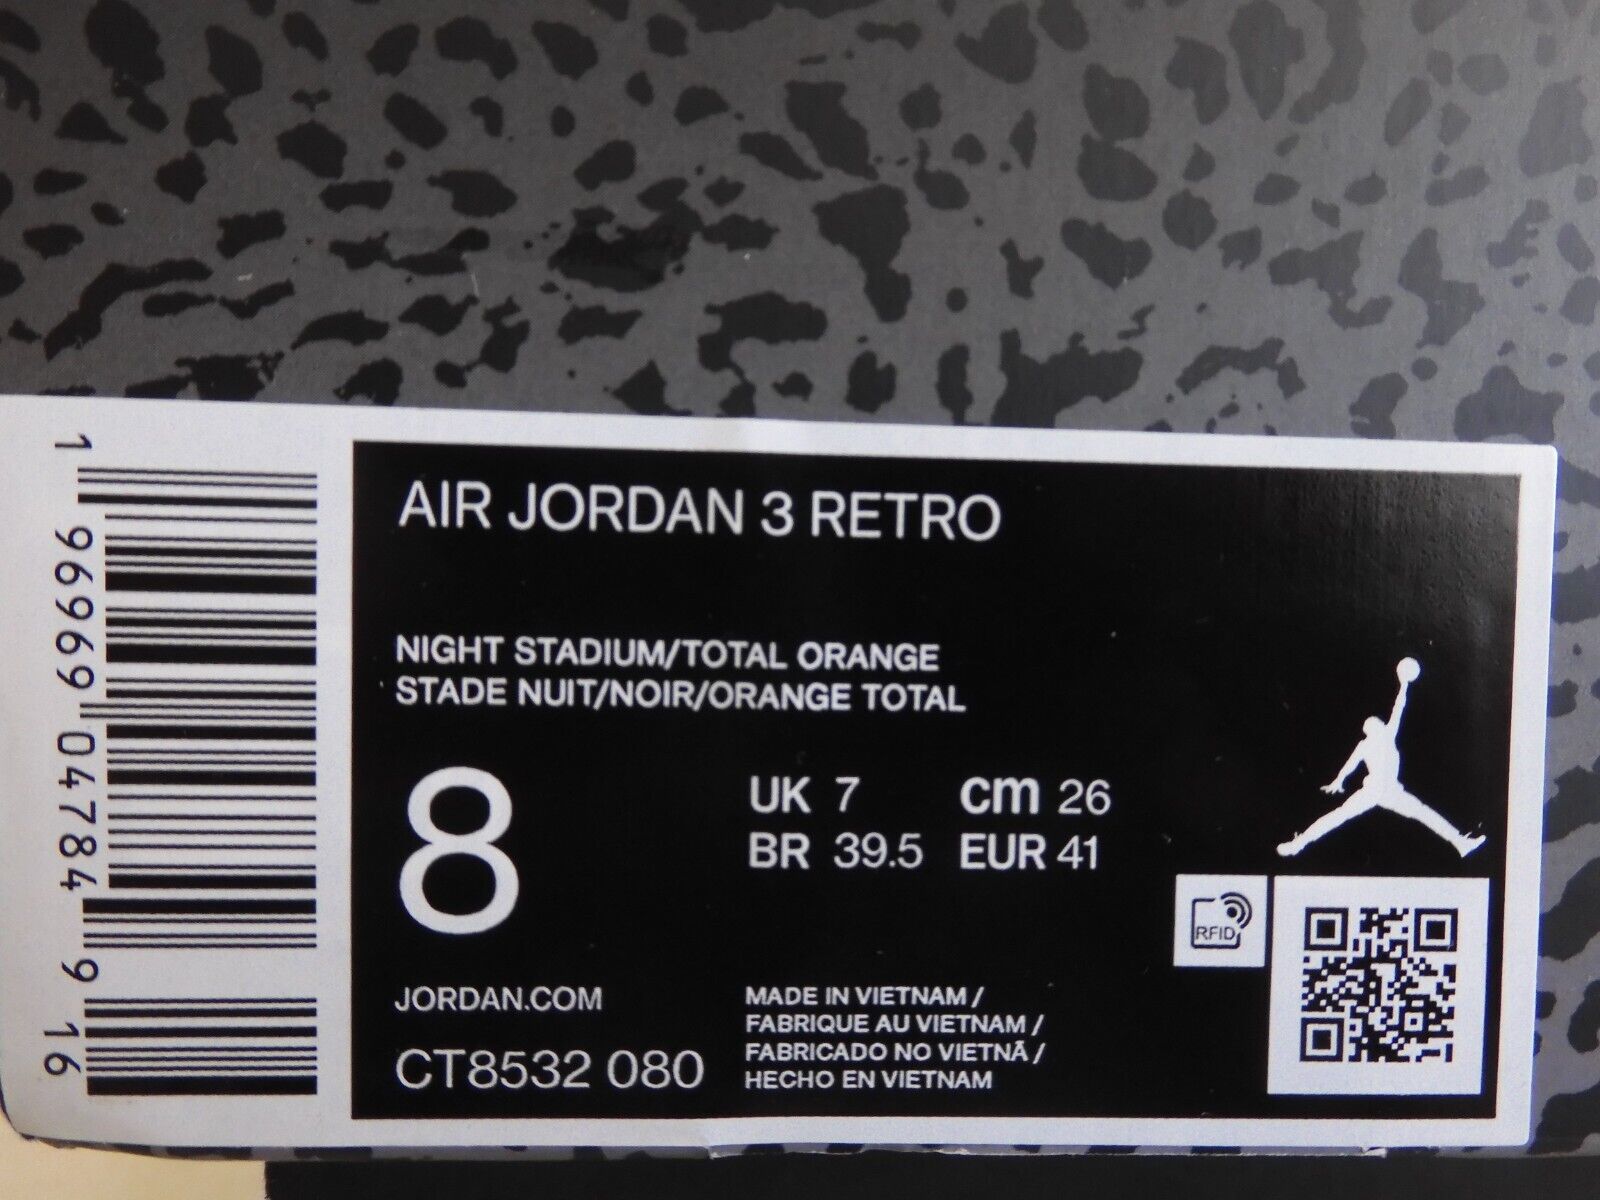 AIR JORDAN 3 RETRO
NIGHT STADIUM/TOTAL ORANGE
STADE NUIT/NOIR/ORANGE TOTAL
8
UK 7 cm 26
BR 39.5 EUR 41
RFID
JORDAN.COM
CT8532 080
MADE IN VIETNAM /
FABRIQUE AU VIETNAM /
FABRICADO NO VIETNÃ /
HECHO EN VIETNAM
1 96969 04784 9 16